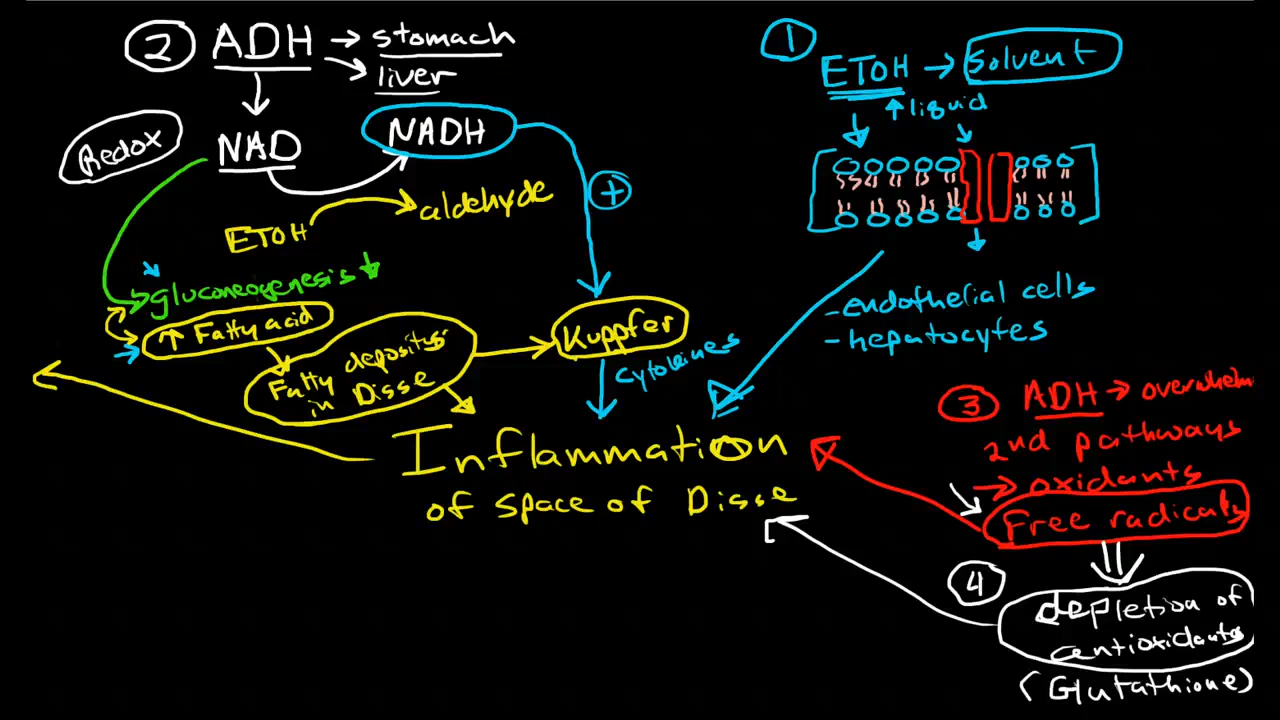 2 ADH → stomach
liver
Redox
NAD
NADH
+
ETOH
aldehyde
gluconeogenesis ↓
↑ Fatty acid
Fatty deposits
in Disse
Kuppfer
cytokines
1
ETOH → Solvent
↑ liquid
- endothelial cells
- hepatocytes
Inflammation
of space of Disse
3 ADH → overwhelm
2nd pathways
→ oxidants
Free radicals
4
depletion of
antioxidants
(Glutathione)